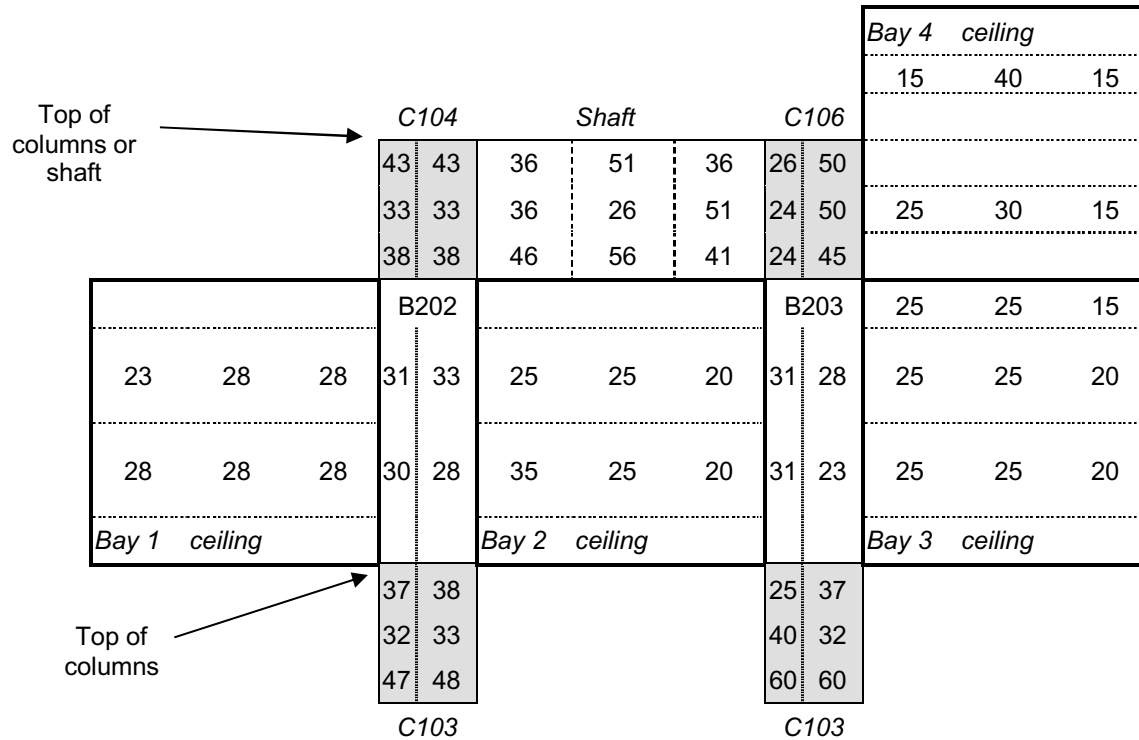 Bay 4 ceiling
15 40 15
Top of
columns or
shaft
C104 Shaft C106
43 43 36 51 36 26 50
33 33 36 26 51 24 50 25 30 15
38 38 46 56 41 24 45
B202 B203 25 25 15
23 28 28 31 33 25 25 20 31 28 25 25 20
28 28 28 30 28 35 25 20 31 23 25 25 20
Bay 1 ceiling Bay 2 ceiling Bay 3 ceiling
37 38 25 37
Top of
columns
32 33 40 32
47 48 60 60
C103 C103